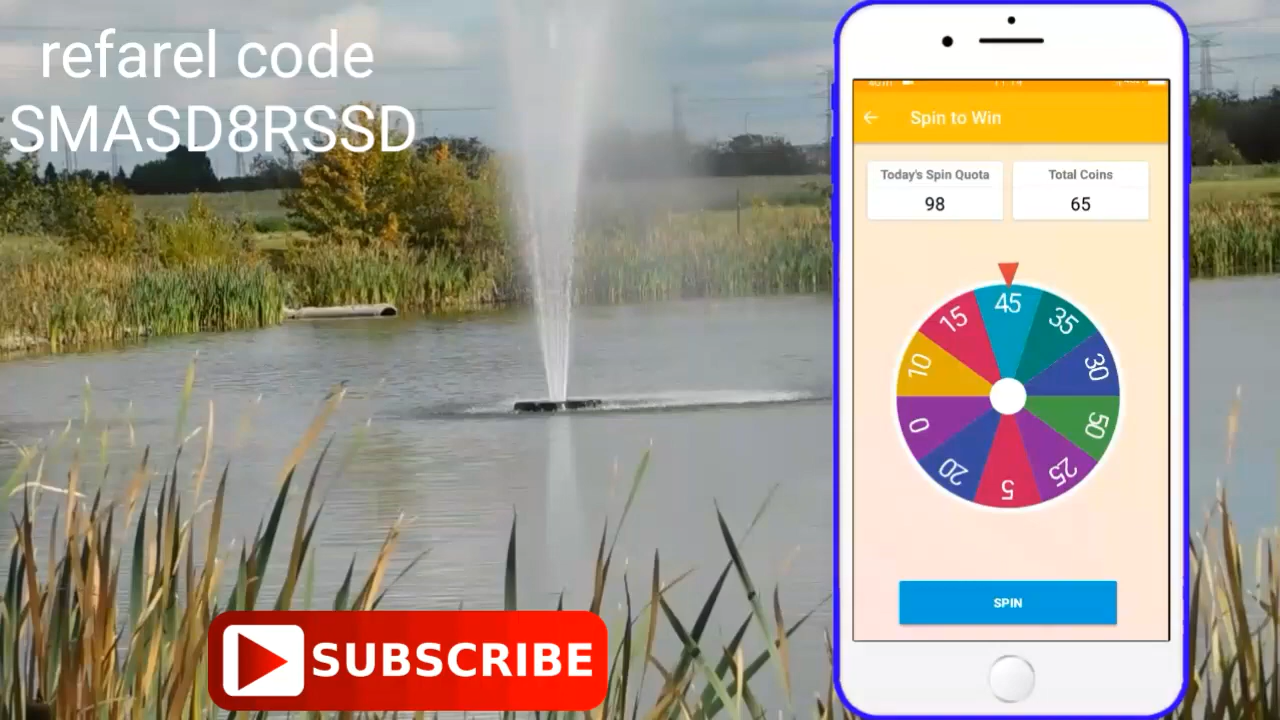 refarel code
SMASD8RSSD
Spin to Win
Today's Spin Quota
98
Total Coins
65
45
35
30
50
25
5
20
0
10
15
SPIN
SUBSCRIBE